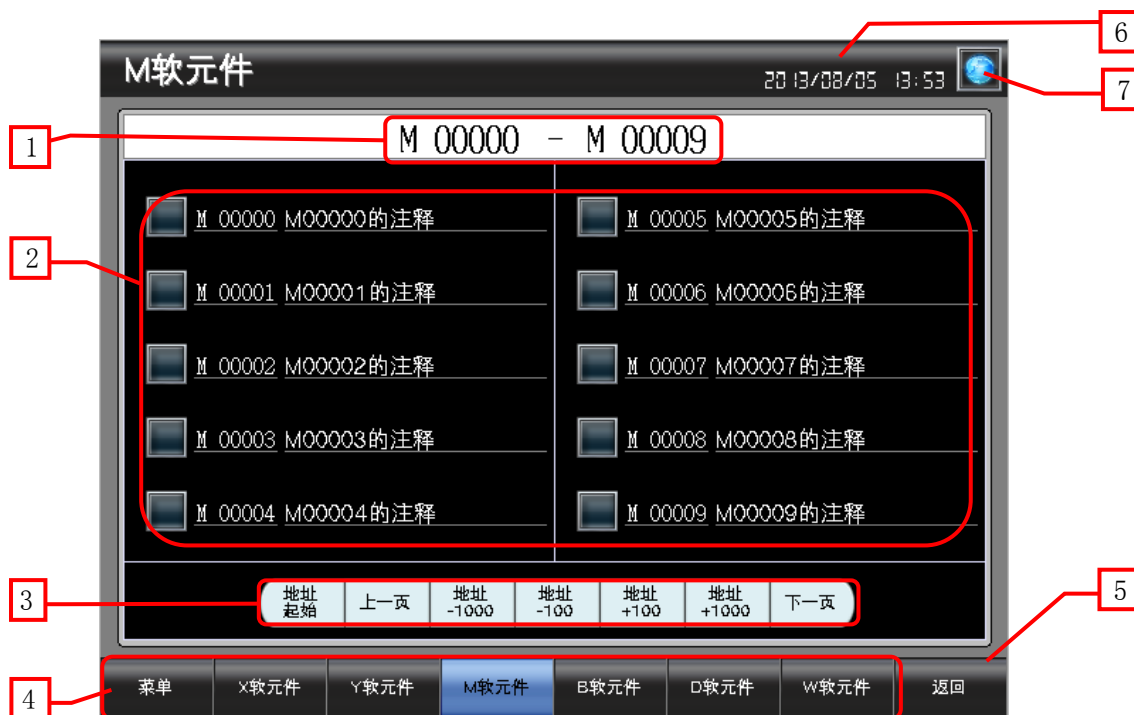 6
M软元件
2013/08/05 13:53
7
1
M 00000 - M 00009
2
M 00000 M00000的注释
M 00005 M00005的注释
M 00001 M00001的注释
M 00006 M00006的注释
M 00002 M00002的注释
M 00007 M00007的注释
M 00003 M00003的注释
M 00008 M00008的注释
M 00004 M00004的注释
M 00009 M00009的注释
3
地址
起始
上一页
地址
-1000
地址
-100
地址
+100
地址
+1000
下一页
5
4
菜单
X软元件
Y软元件
M软元件
B软元件
D软元件
W软元件
返回